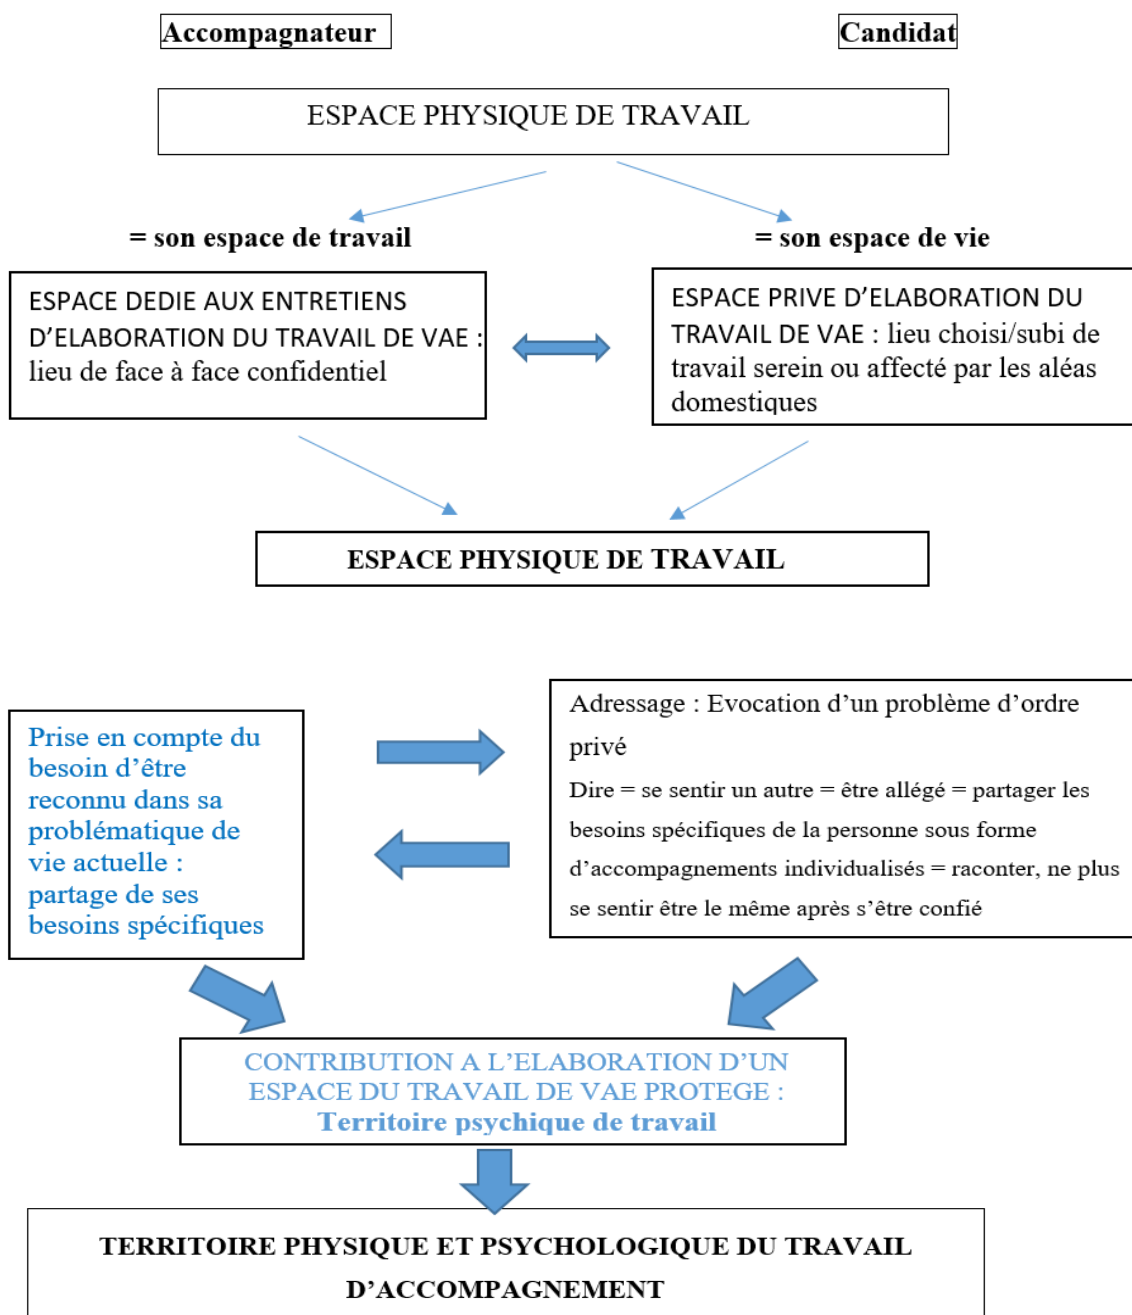 Accompagnateur
Candidat
ESPACE PHYSIQUE DE TRAVAIL
= son espace de travail
= son espace de vie
ESPACE DEDIE AUX ENTRETIENS
D’ELABORATION DU TRAVAIL DE VAE :
lieu de face à face confidentiel
ESPACE PRIVE D’ELABORATION DU
TRAVAIL DE VAE : lieu choisi/subi de
travail serein ou affecté par les aléas
domestiques
ESPACE PHYSIQUE DE TRAVAIL
Prise en compte du
besoin d’être
reconnu dans sa
problématique de
vie actuelle :
partage de ses
besoins spécifiques
Adressage : Evocation d’un problème d’ordre
privé
Dire = se sentir un autre = être allégé = partager les
besoins spécifiques de la personne sous forme
d’accompagnements individualisés = raconter, ne plus
se sentir être le même après s’être confié
CONTRIBUTION A L’ELABORATION D’UN
ESPACE DU TRAVAIL DE VAE PROTEGE :
Territoire psychique de travail
TERRITOIRE PHYSIQUE ET PSYCHOLOGIQUE DU TRAVAIL
D’ACCOMPAGNEMENT